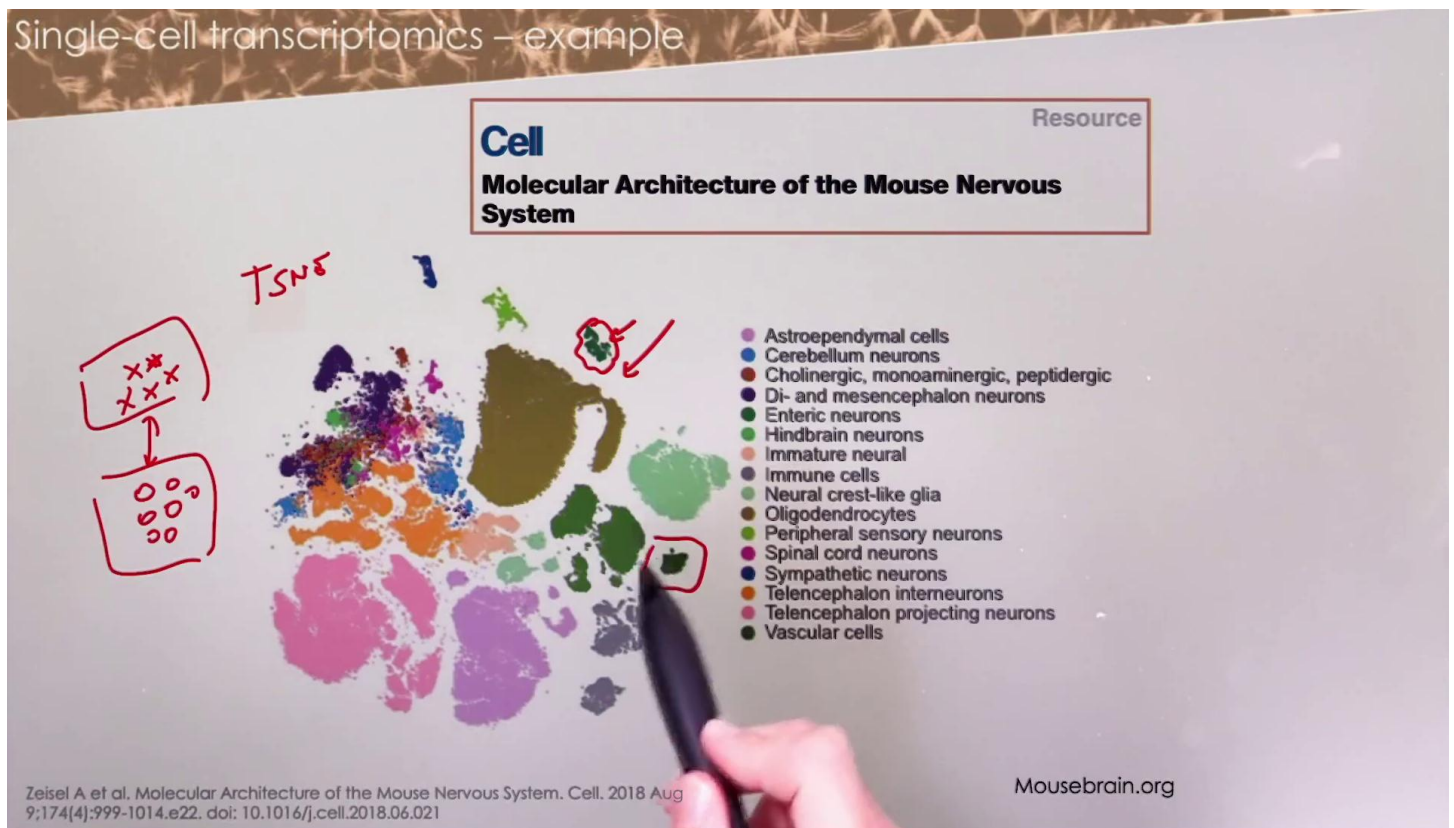 Single-cell transcriptomics – example
Resource
Cell
Molecular Architecture of the Mouse Nervous
System
TSNE
Astroependymal cells
Cerebellum neurons
Cholinergic, monoaminergic, peptidergic
Di- and mesencephalon neurons
Enteric neurons
Hindbrain neurons
Immature neural
Immune cells
Neural crest-like glia
Oligodendrocytes
Peripheral sensory neurons
Spinal cord neurons
Sympathetic neurons
Telencephalon interneurons
Telencephalon projecting neurons
Vascular cells
Zeisel A et al. Molecular Architecture of the Mouse Nervous System. Cell. 2018 Aug
9;174(4):999-1014.e22. doi: 10.1016/j.cell.2018.06.021
Mousebrain.org